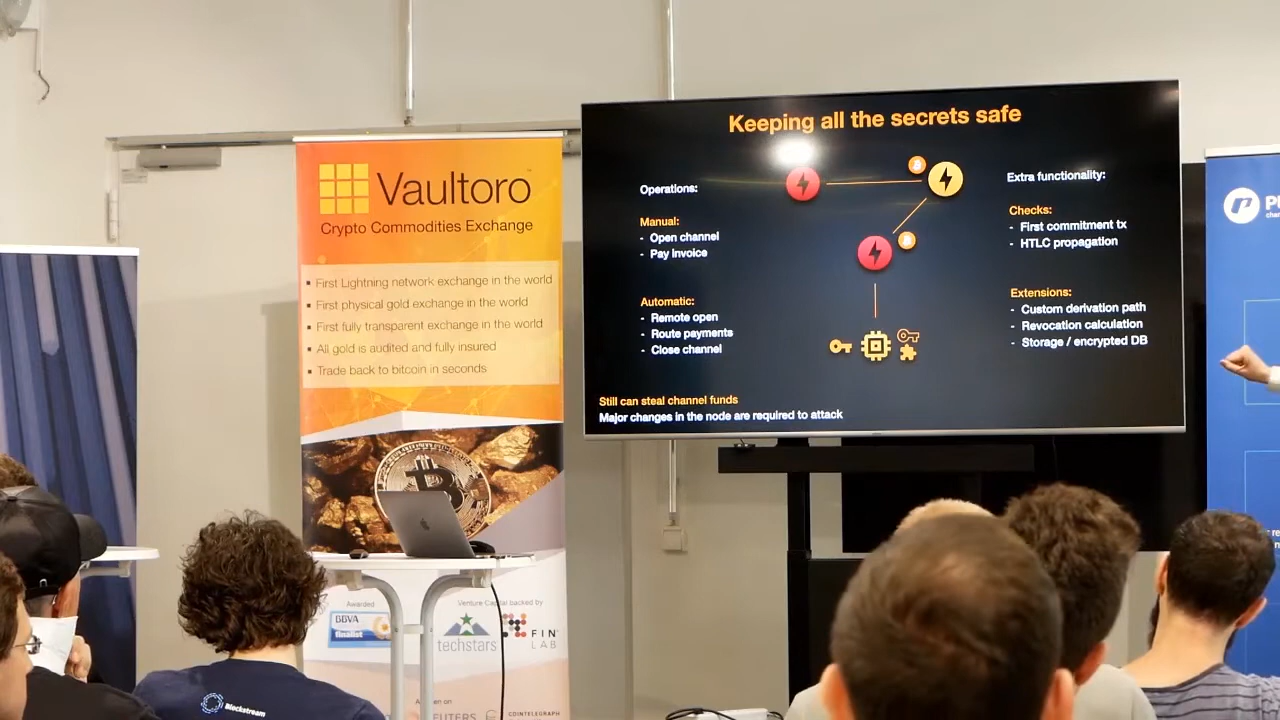 Vaultoro
Crypto Commodities Exchange
▪ First Lightning network exchange in the world
▪ First physical gold exchange in the world
▪ First fully transparent exchange in the world
▪ All gold is audited and fully insured
▪ Trade back to bitcoin in seconds
Awarded
BBVA
finalist
Venture Capital backed by
techstars
FIN
LAB
COINTELEGRAPH
Keeping all the secrets safe
Operations:
Manual:
- Open channel
- Pay invoice
Automatic:
- Remote open
- Route payments
- Close channel
Extra functionality:
Checks:
- First commitment tx
- HTLC propagation
Extensions:
- Custom derivation path
- Revocation calculation
- Storage / encrypted DB
Still can steal channel funds
Major changes in the node are required to attack
Blockstream